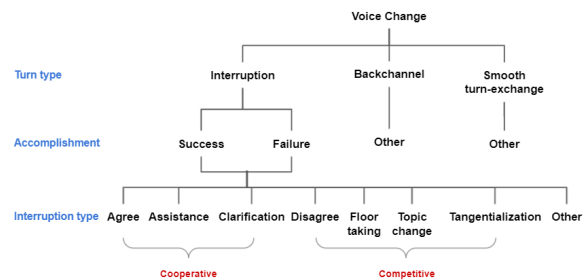 Voice Change
Turn type Interruption Backchannel Smooth
turn-exchange
Accomplishment Success Failure Other Other
Interruption type Agree Assistance Clarification Disagree Floor Topic Tangentialization Other
taking change
Cooperative Competitive